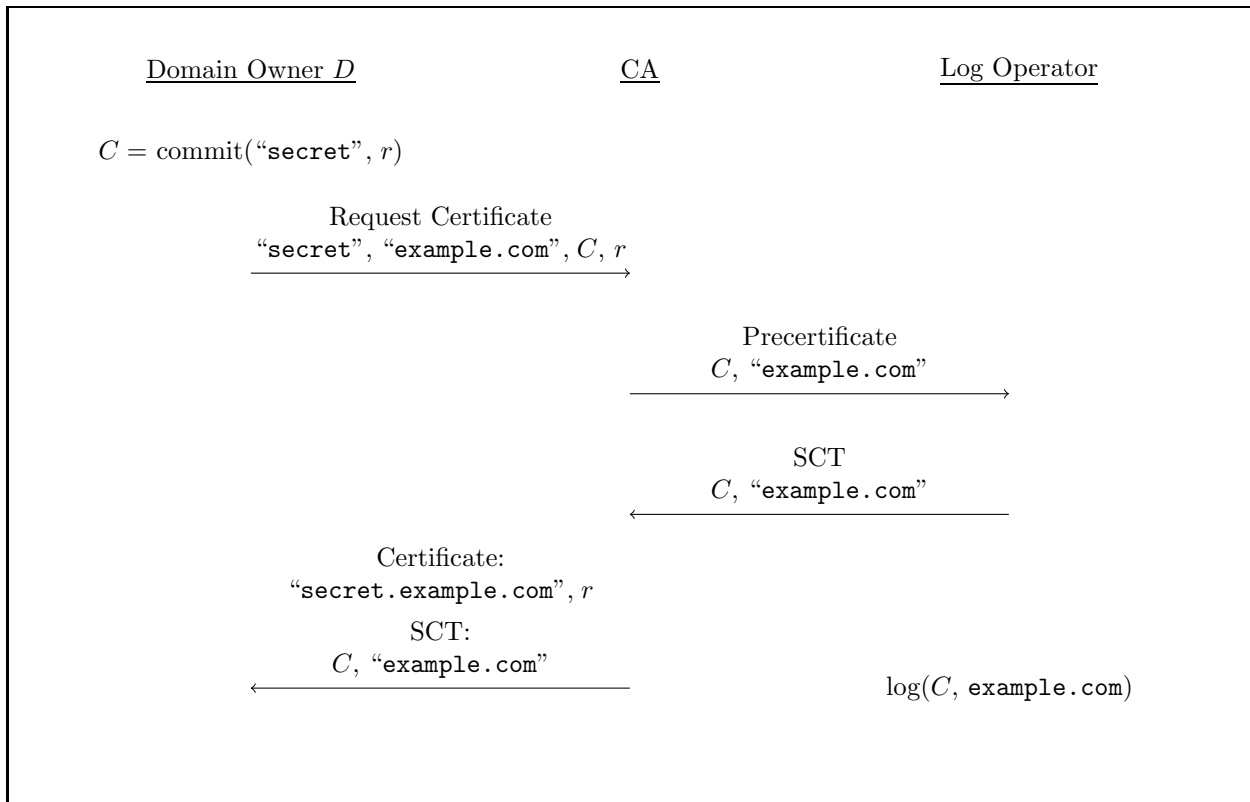 Domain Owner D CA Log Operator
C = commit(“secret”, r)
Request Certificate
“secret”, “example.com”, C, r
Precertificate
C, “example.com”
SCT
C, “example.com”
Certificate:
“secret.example.com”, r
SCT:
C, “example.com”
log(C, example.com)